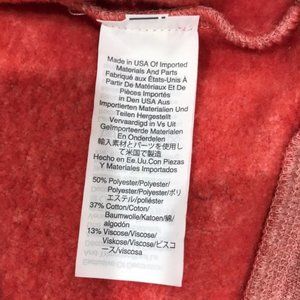 Made in USA Of Imported
Materials And Parts
Fabriqué aux États-Unis À
Partir de Matériaux Et De
Pièces Importés
in Den USA Aus
Importierten Materialien Und
Teilen Hergestellt
Vervaardigd in Vs Uit
Geïmporteerde Materialen
En Onderdelen
輸入素材とパーツを使用し
て米国で製造
Hecho en Ee.Uu.Con Piezas
Y Materiales Importados
50% Polyester/Polyester/
Polyester/Polyester/ポリ
エステル/poliéster
37% Cotton/Coton/
Baumwolle/Katoen/綿/
algodón
13% Viscose/Viscose/
Viskose/Viscose/ビスコ
ース/viscosa